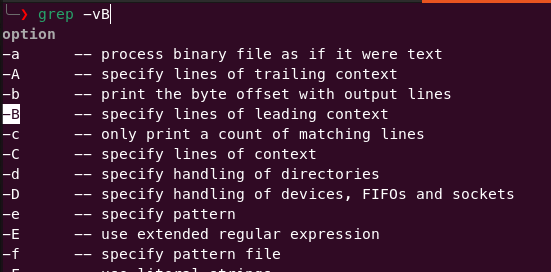 ❯ grep -vB
option
-a -- process binary file as if it were text
-A -- specify lines of trailing context
-b -- print the byte offset with output lines
-B -- specify lines of leading context
-c -- only print a count of matching lines
-C -- specify lines of context
-d -- specify handling of directories
-D -- specify handling of devices, FIFOs and sockets
-e -- specify pattern
-E -- use extended regular expression
-f -- specify pattern file
-F -- use literal strings